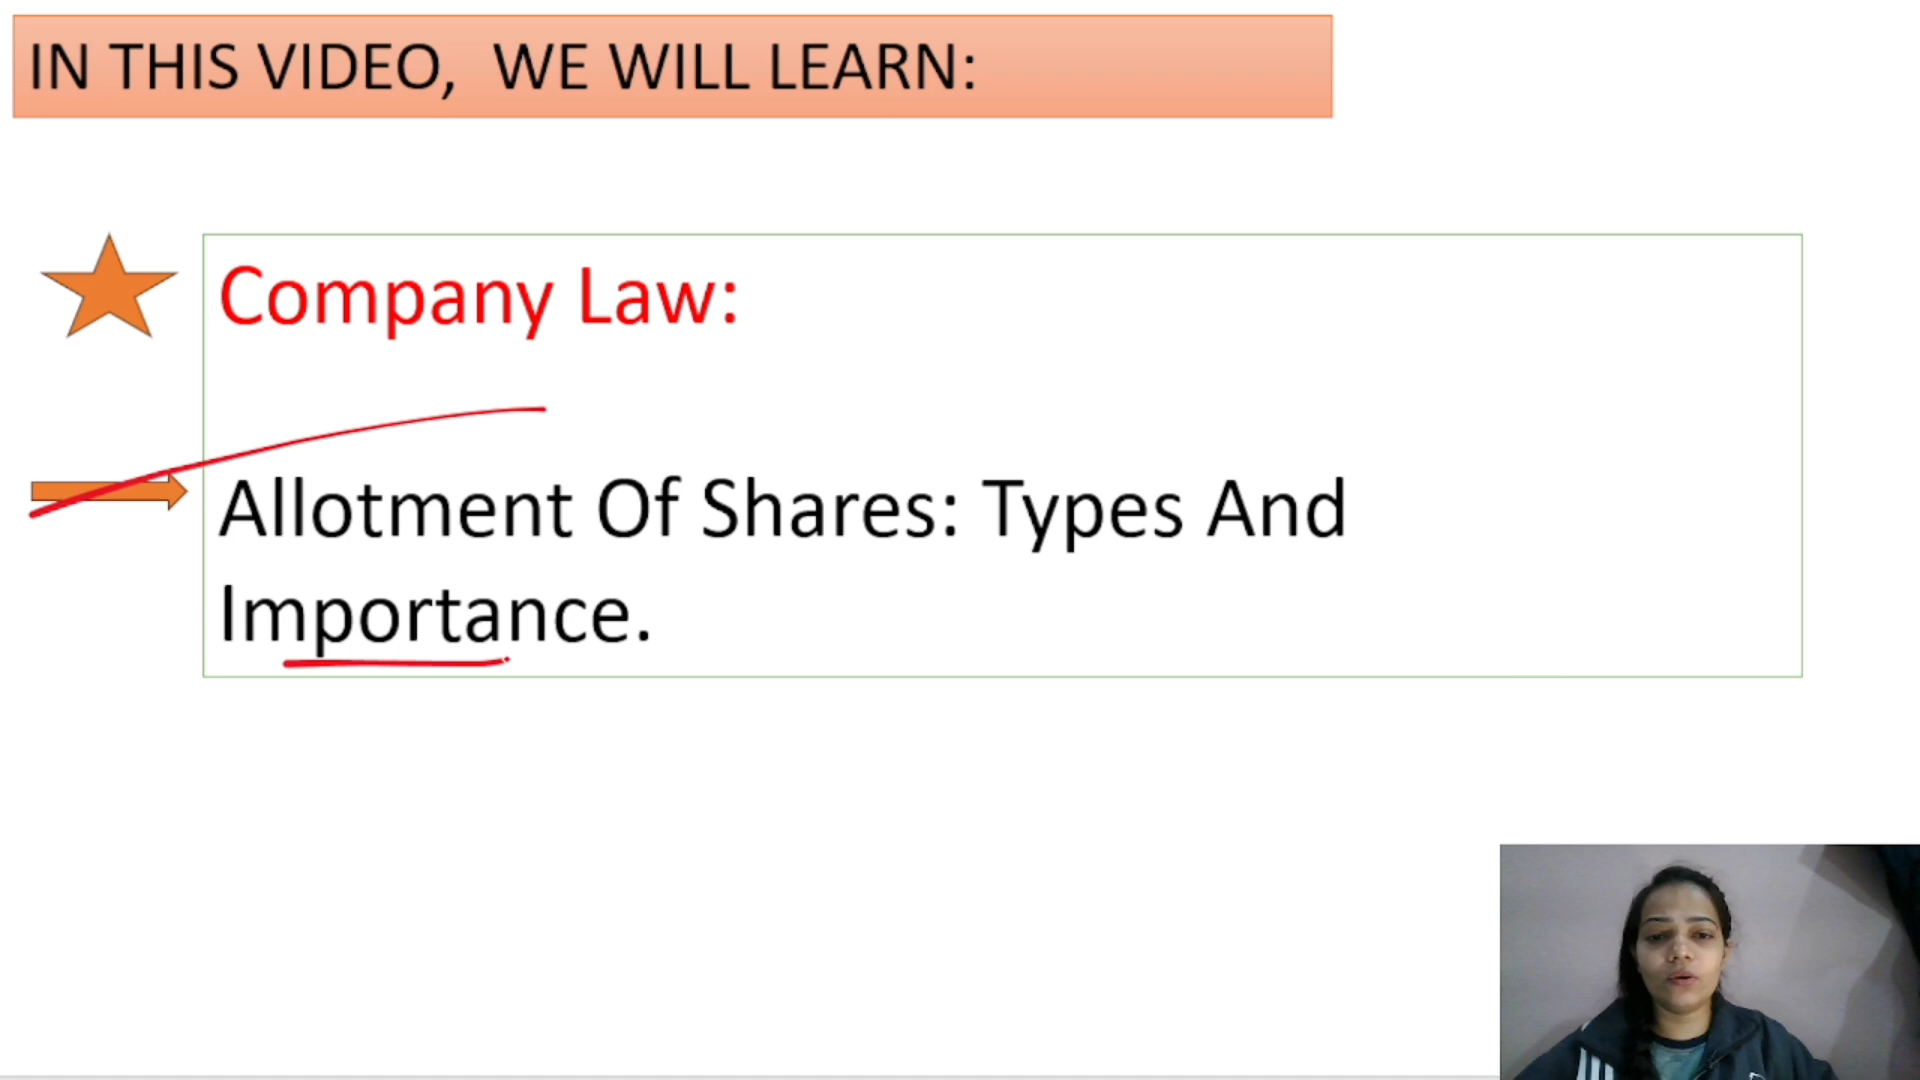 IN THIS VIDEO, WE WILL LEARN:
Company Law:
Allotment Of Shares: Types And
Importance.